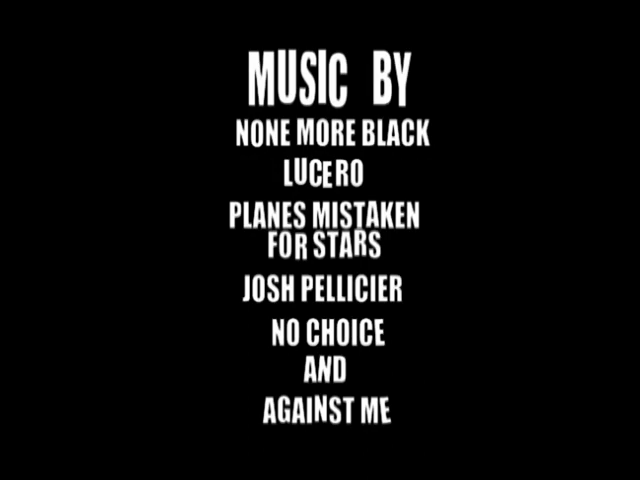 MUSIC BY
NONE MORE BLACK
LUCERO
PLANES MISTAKEN
FOR STARS
JOSH PELLICIER
NO CHOICE
AND
AGAINST ME